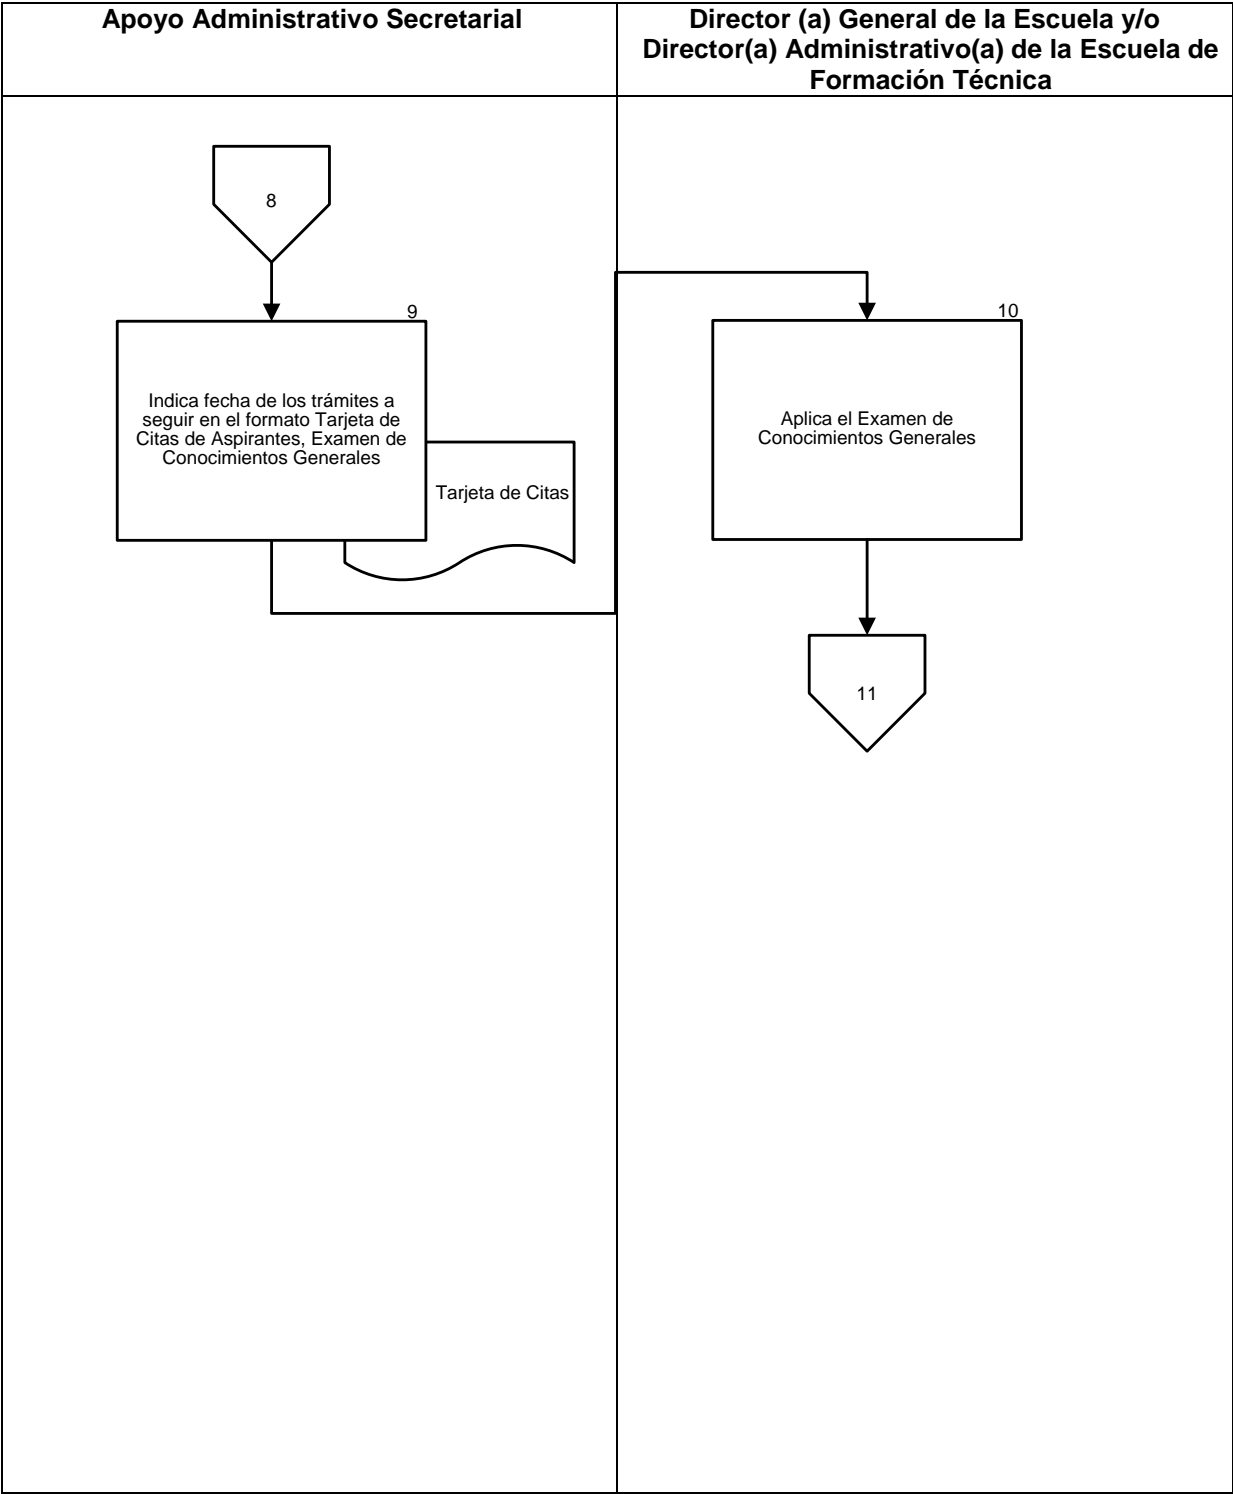 Apoyo Administrativo Secretarial
Director (a) General de la Escuela y/o
Director(a) Administrativo(a) de la Escuela de
Formación Técnica
8
9
Indica fecha de los trámites a
seguir en el formato Tarjeta de
Citas de Aspirantes, Examen de
Conocimientos Generales
Tarjeta de Citas
10
Aplica el Examen de
Conocimientos Generales
11